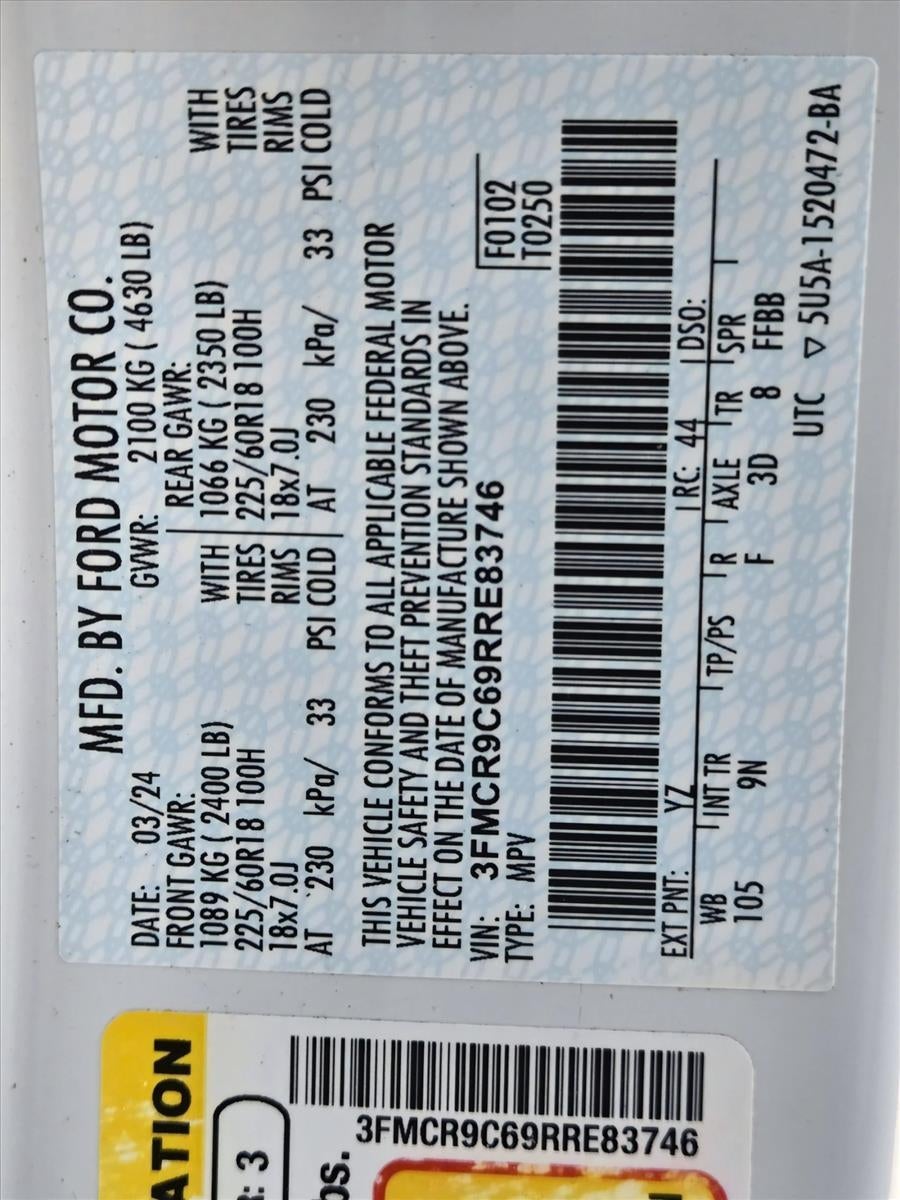 MFD. BY FORD MOTOR CO.
DATE: 03/24 GVWR: 2100 KG ( 4630 LB)
FRONT GAWR: REAR GAWR:
1089 KG ( 2400 LB) WITH 1066 KG ( 2350 LB) WITH
225/60R18 100H TIRES 225/60R18 100H TIRES
18x7.0J RIMS 18x7.0J RIMS
AT 230 kPa/ 33 PSI COLD AT 230 kPa/ 33 PSI COLD
THIS VEHICLE CONFORMS TO ALL APPLICABLE FEDERAL MOTOR
VEHICLE SAFETY AND THEFT PREVENTION STANDARDS IN
EFFECT ON THE DATE OF MANUFACTURE SHOWN ABOVE.
VIN: 3FMCR9C69RRE83746 F0102
TYPE: MPV T0250
EXT PNT: YZ RC: 44 DSO:
WB INT TR TP/PS R AXLE TR SPR
105 9N F 3D 8 FFBB
UTC ▽ 5U5A-1520472-BA
ATION
R: 3
bs.
3FMCR9C69RRE83746